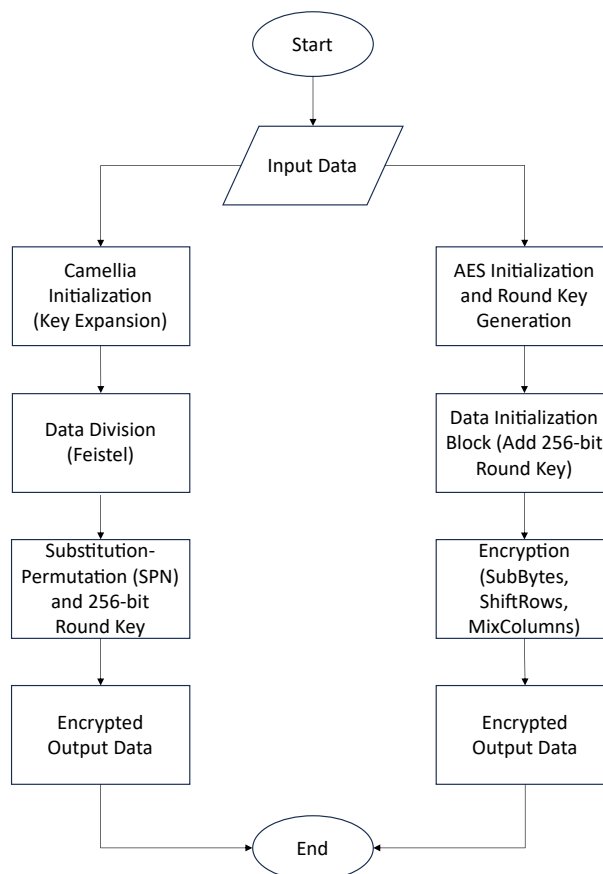 Start
Input Data
Camellia
Initialization
(Key Expansion)
Data Division
(Feistel)
Substitution-
Permutation (SPN)
and 256-bit
Round Key
Encrypted
Output Data
AES Initialization
and Round Key
Generation
Data Initialization
Block (Add 256-bit
Round Key)
Encryption
(SubBytes,
ShiftRows,
MixColumns)
Encrypted
Output Data
End